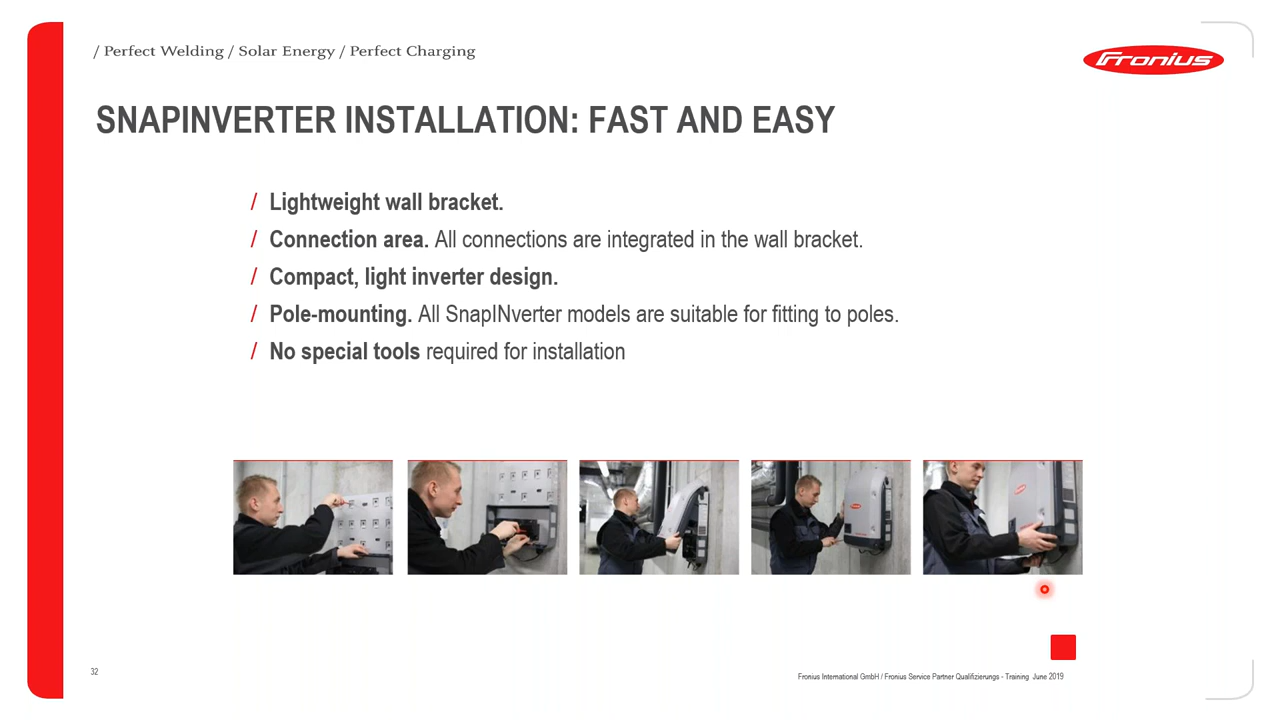 / Perfect Welding / Solar Energy / Perfect Charging
Fronius
SNAPINVERTER INSTALLATION: FAST AND EASY
/ Lightweight wall bracket.
/ Connection area. All connections are integrated in the wall bracket.
/ Compact, light inverter design.
/ Pole-mounting. All SnapINverter models are suitable for fitting to poles.
/ No special tools required for installation
32
Fronius International GmbH / Fronius Service Partner Qualifizierungs - Training June 2019